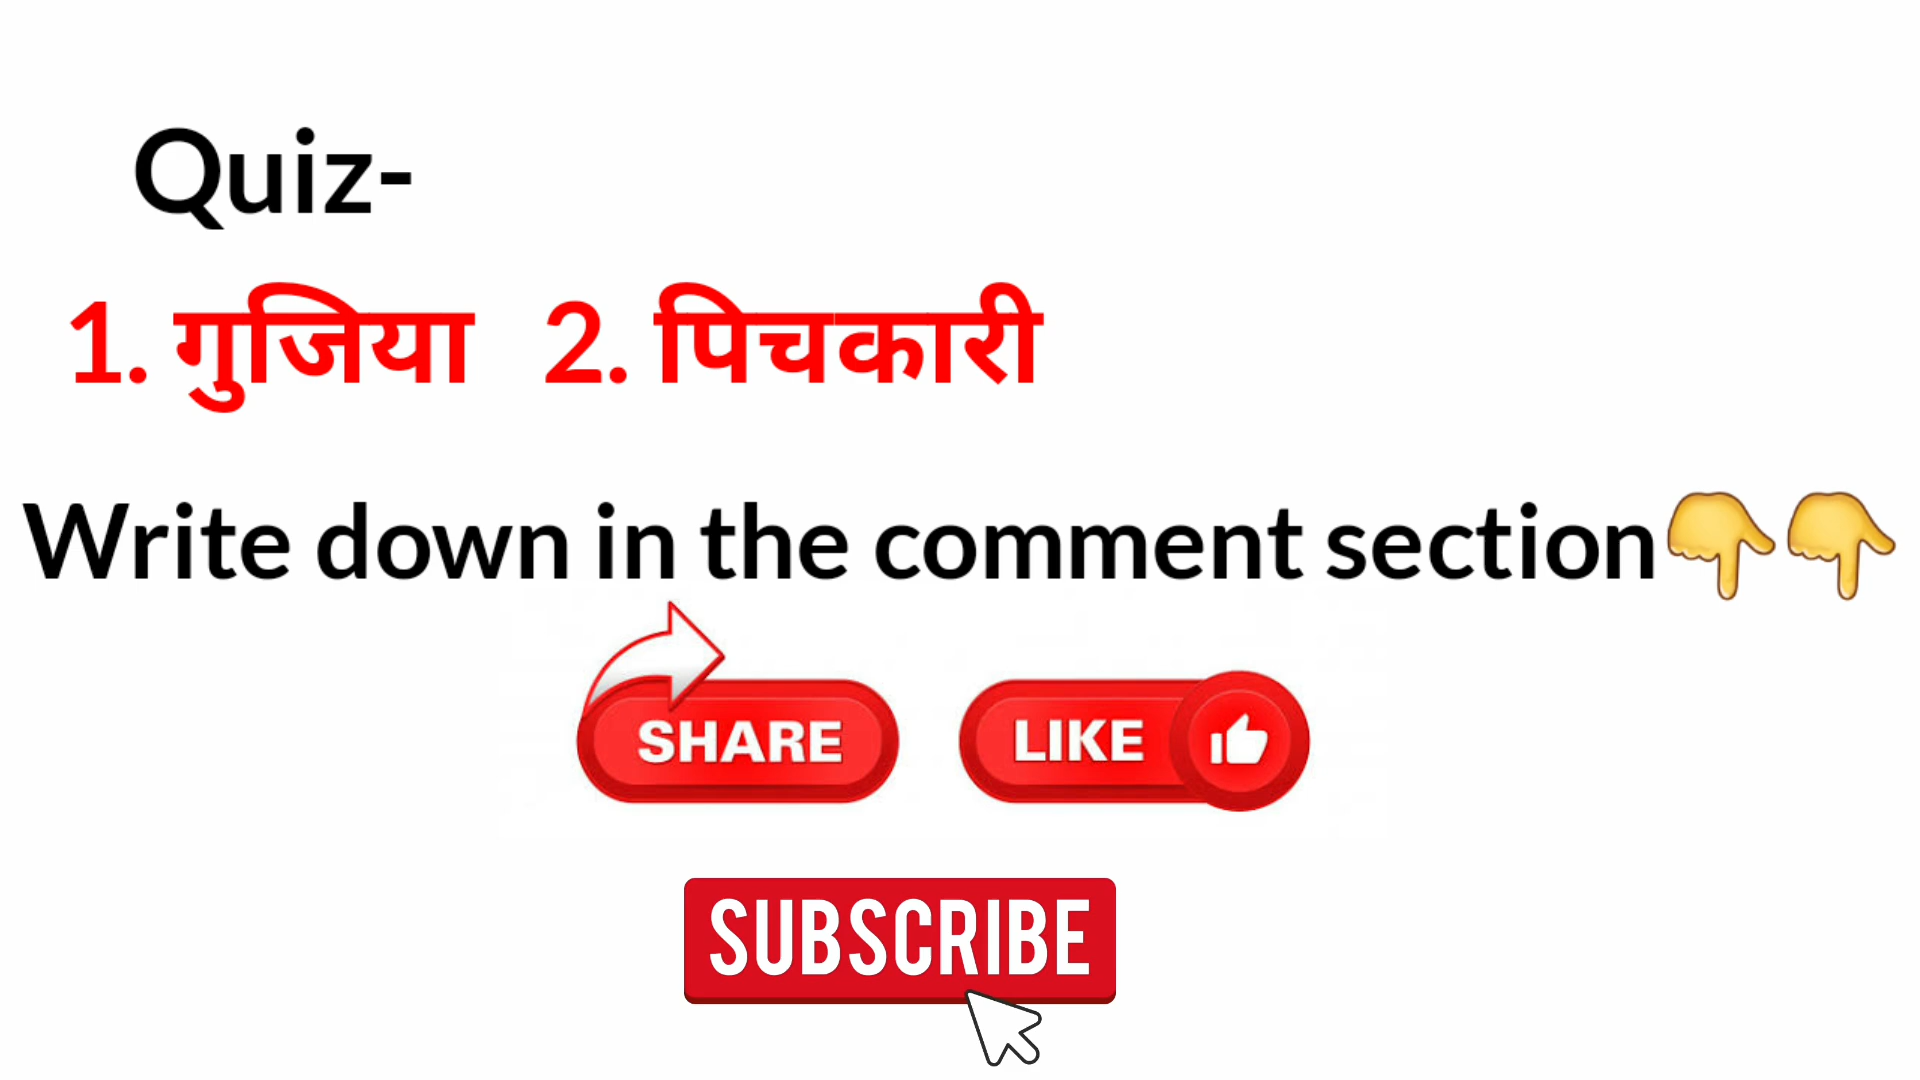 Quiz-
1. गुजिया 2. पिचकारी
Write down in the comment section👇👇
SHARE LIKE
SUBSCRIBE